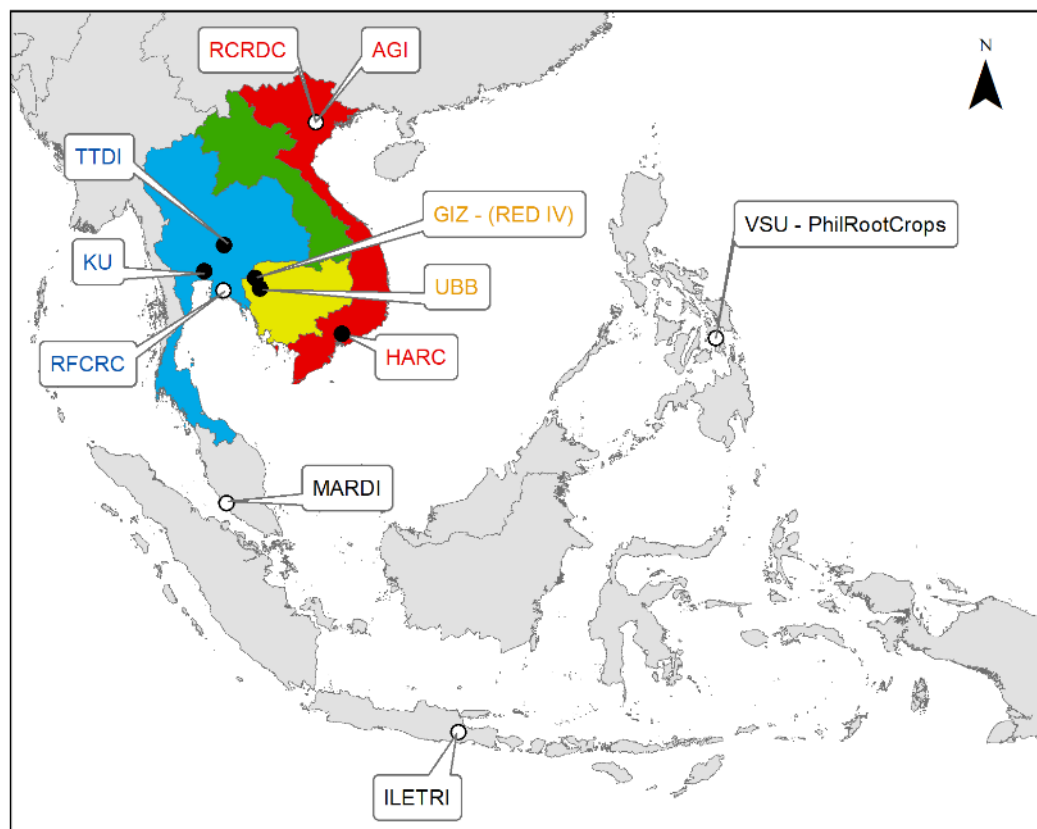 RCRDC
AGI
N
TTDI
GIZ - (RED IV)
VSU - PhilRootCrops
KU
UBB
RFCRC
HARC
MARDI
ILETRI